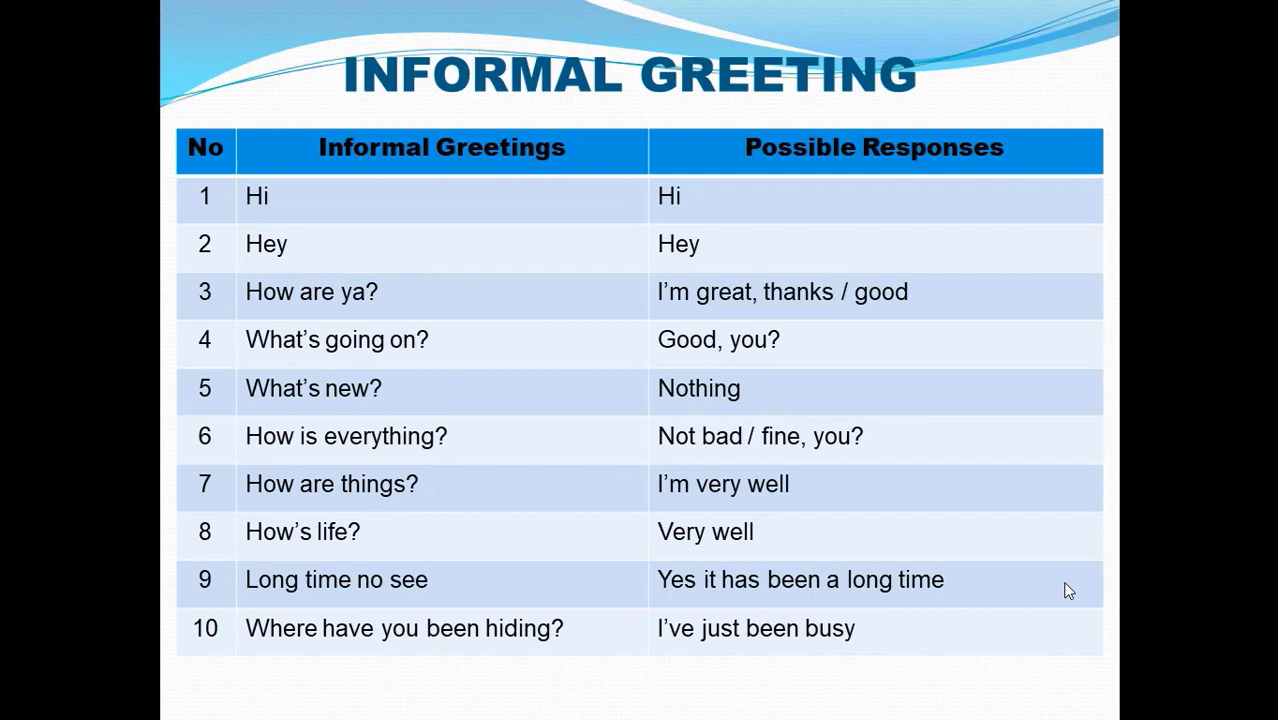 INFORMAL GREETING
No Informal Greetings Possible Responses
1 Hi Hi
2 Hey Hey
3 How are ya? I’m great, thanks / good
4 What’s going on? Good, you?
5 What’s new? Nothing
6 How is everything? Not bad / fine, you?
7 How are things? I’m very well
8 How’s life? Very well
9 Long time no see Yes it has been a long time
10 Where have you been hiding? I’ve just been busy